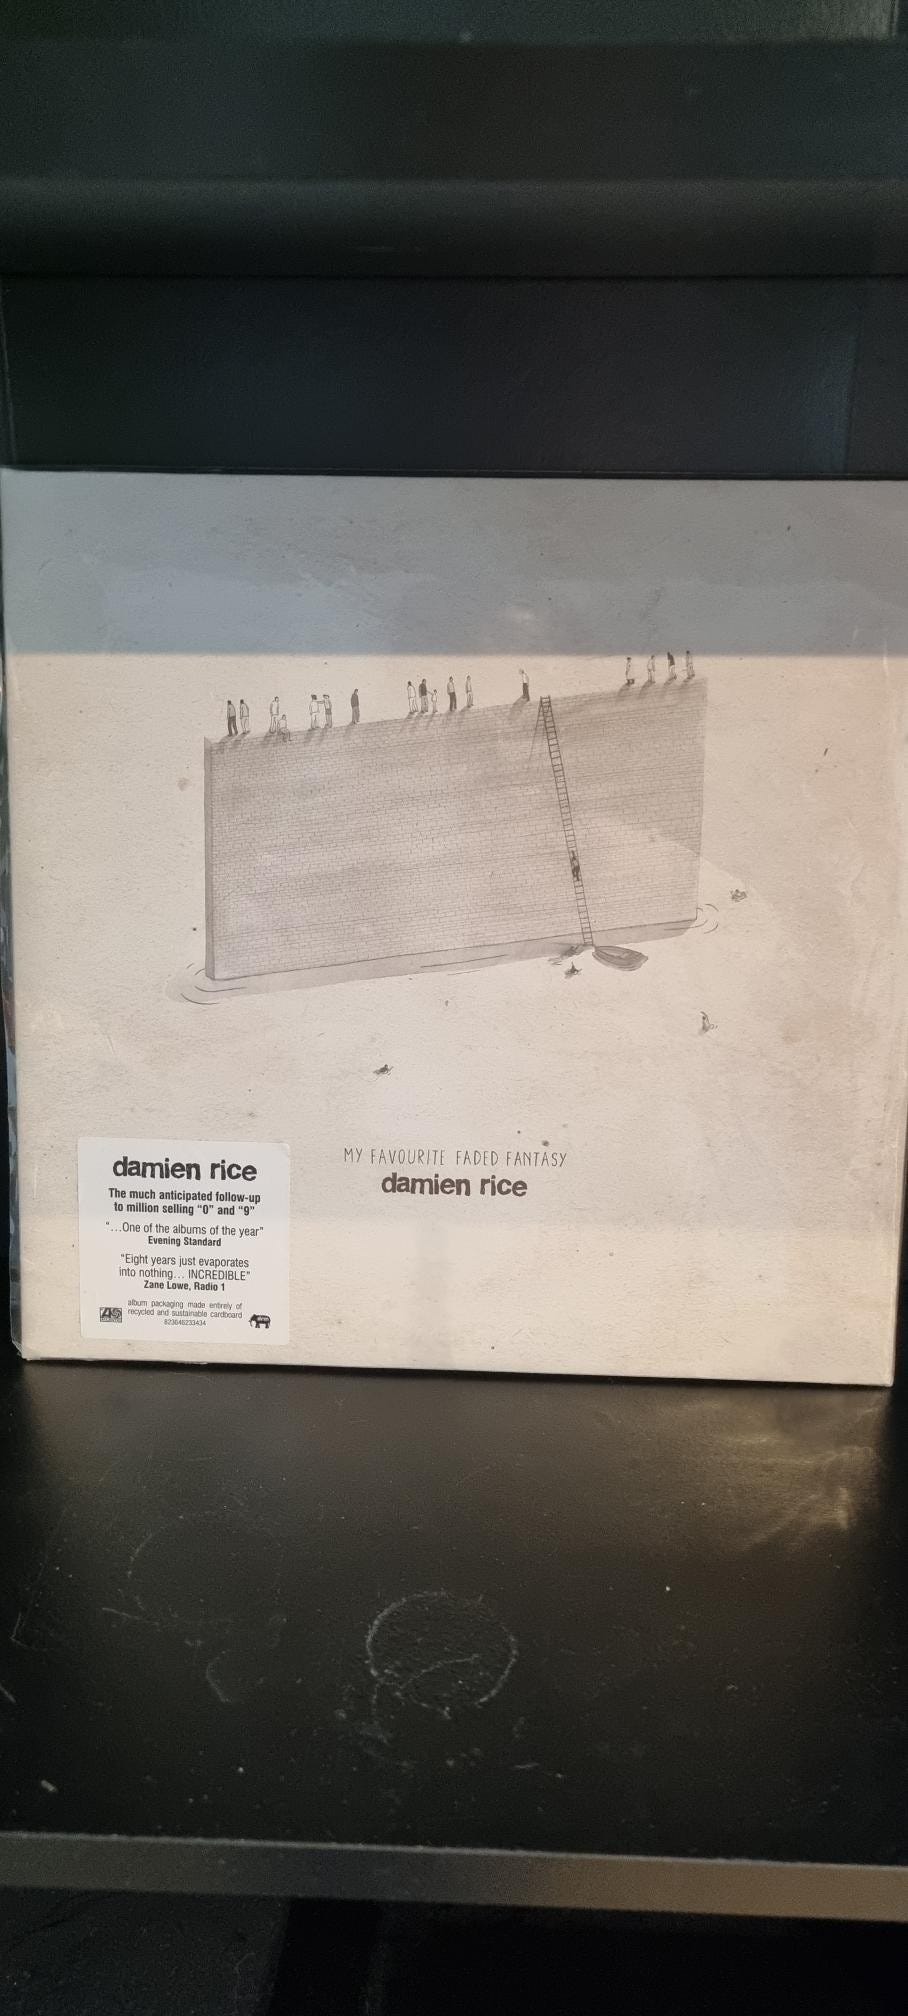 MY FAVOURITE FADED FANTASY
damien rice
damien rice
The much anticipated follow-up
to million selling "0" and "9"
"...One of the albums of the year"
Evening Standard
"Eight years just evaporates
into nothing... INCREDIBLE"
Zane Lowe, Radio 1
album packaging made entirely of
recycled and sustainable cardboard
823646233434